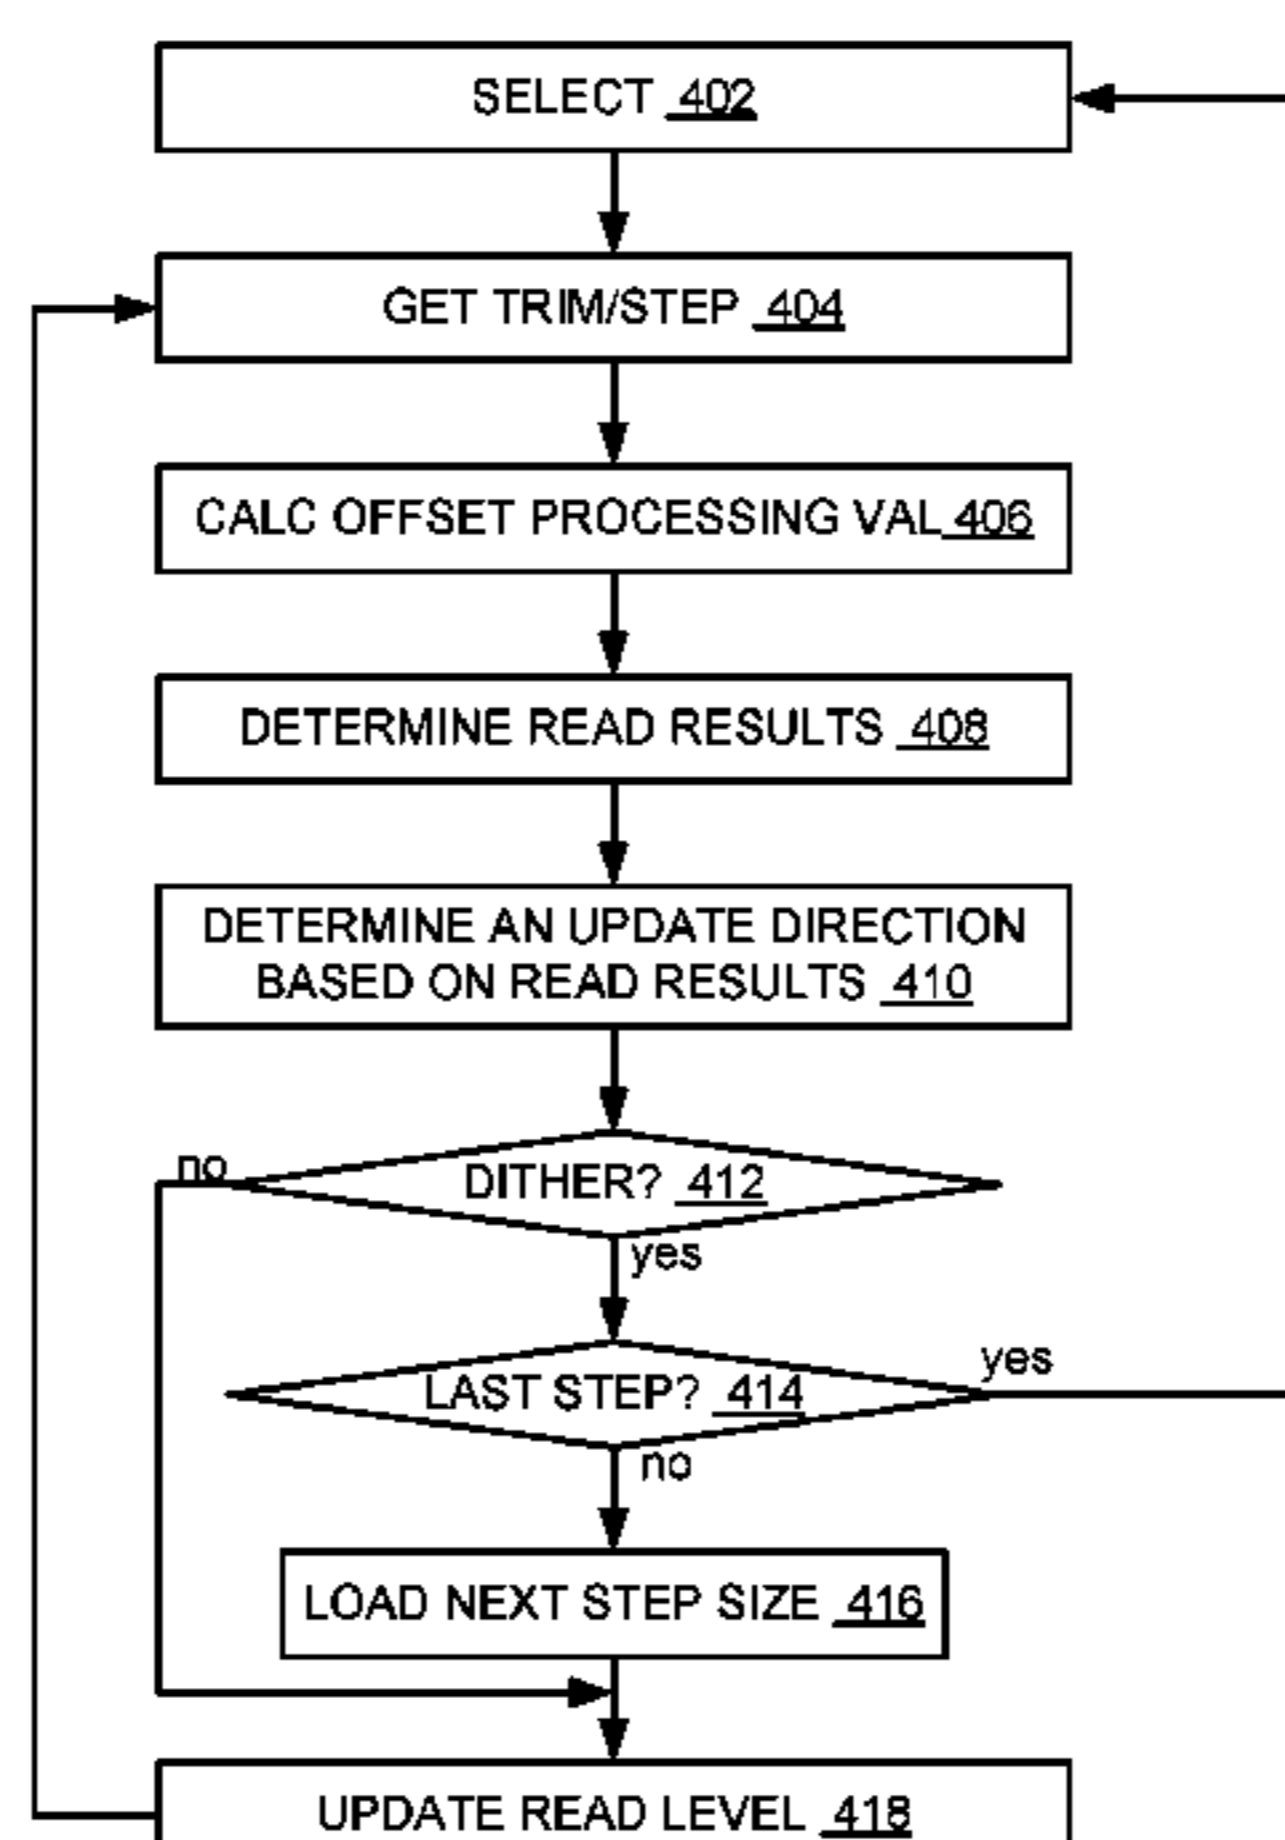 SELECT 402
GET TRIM/STEP 404
CALC OFFSET PROCESSING VAL 406
DETERMINE READ RESULTS 408
DETERMINE AN UPDATE DIRECTION
BASED ON READ RESULTS 410
no
DITHER? 412
yes
LAST STEP? 414
yes
no
LOAD NEXT STEP SIZE 416
UPDATE READ LEVEL 418